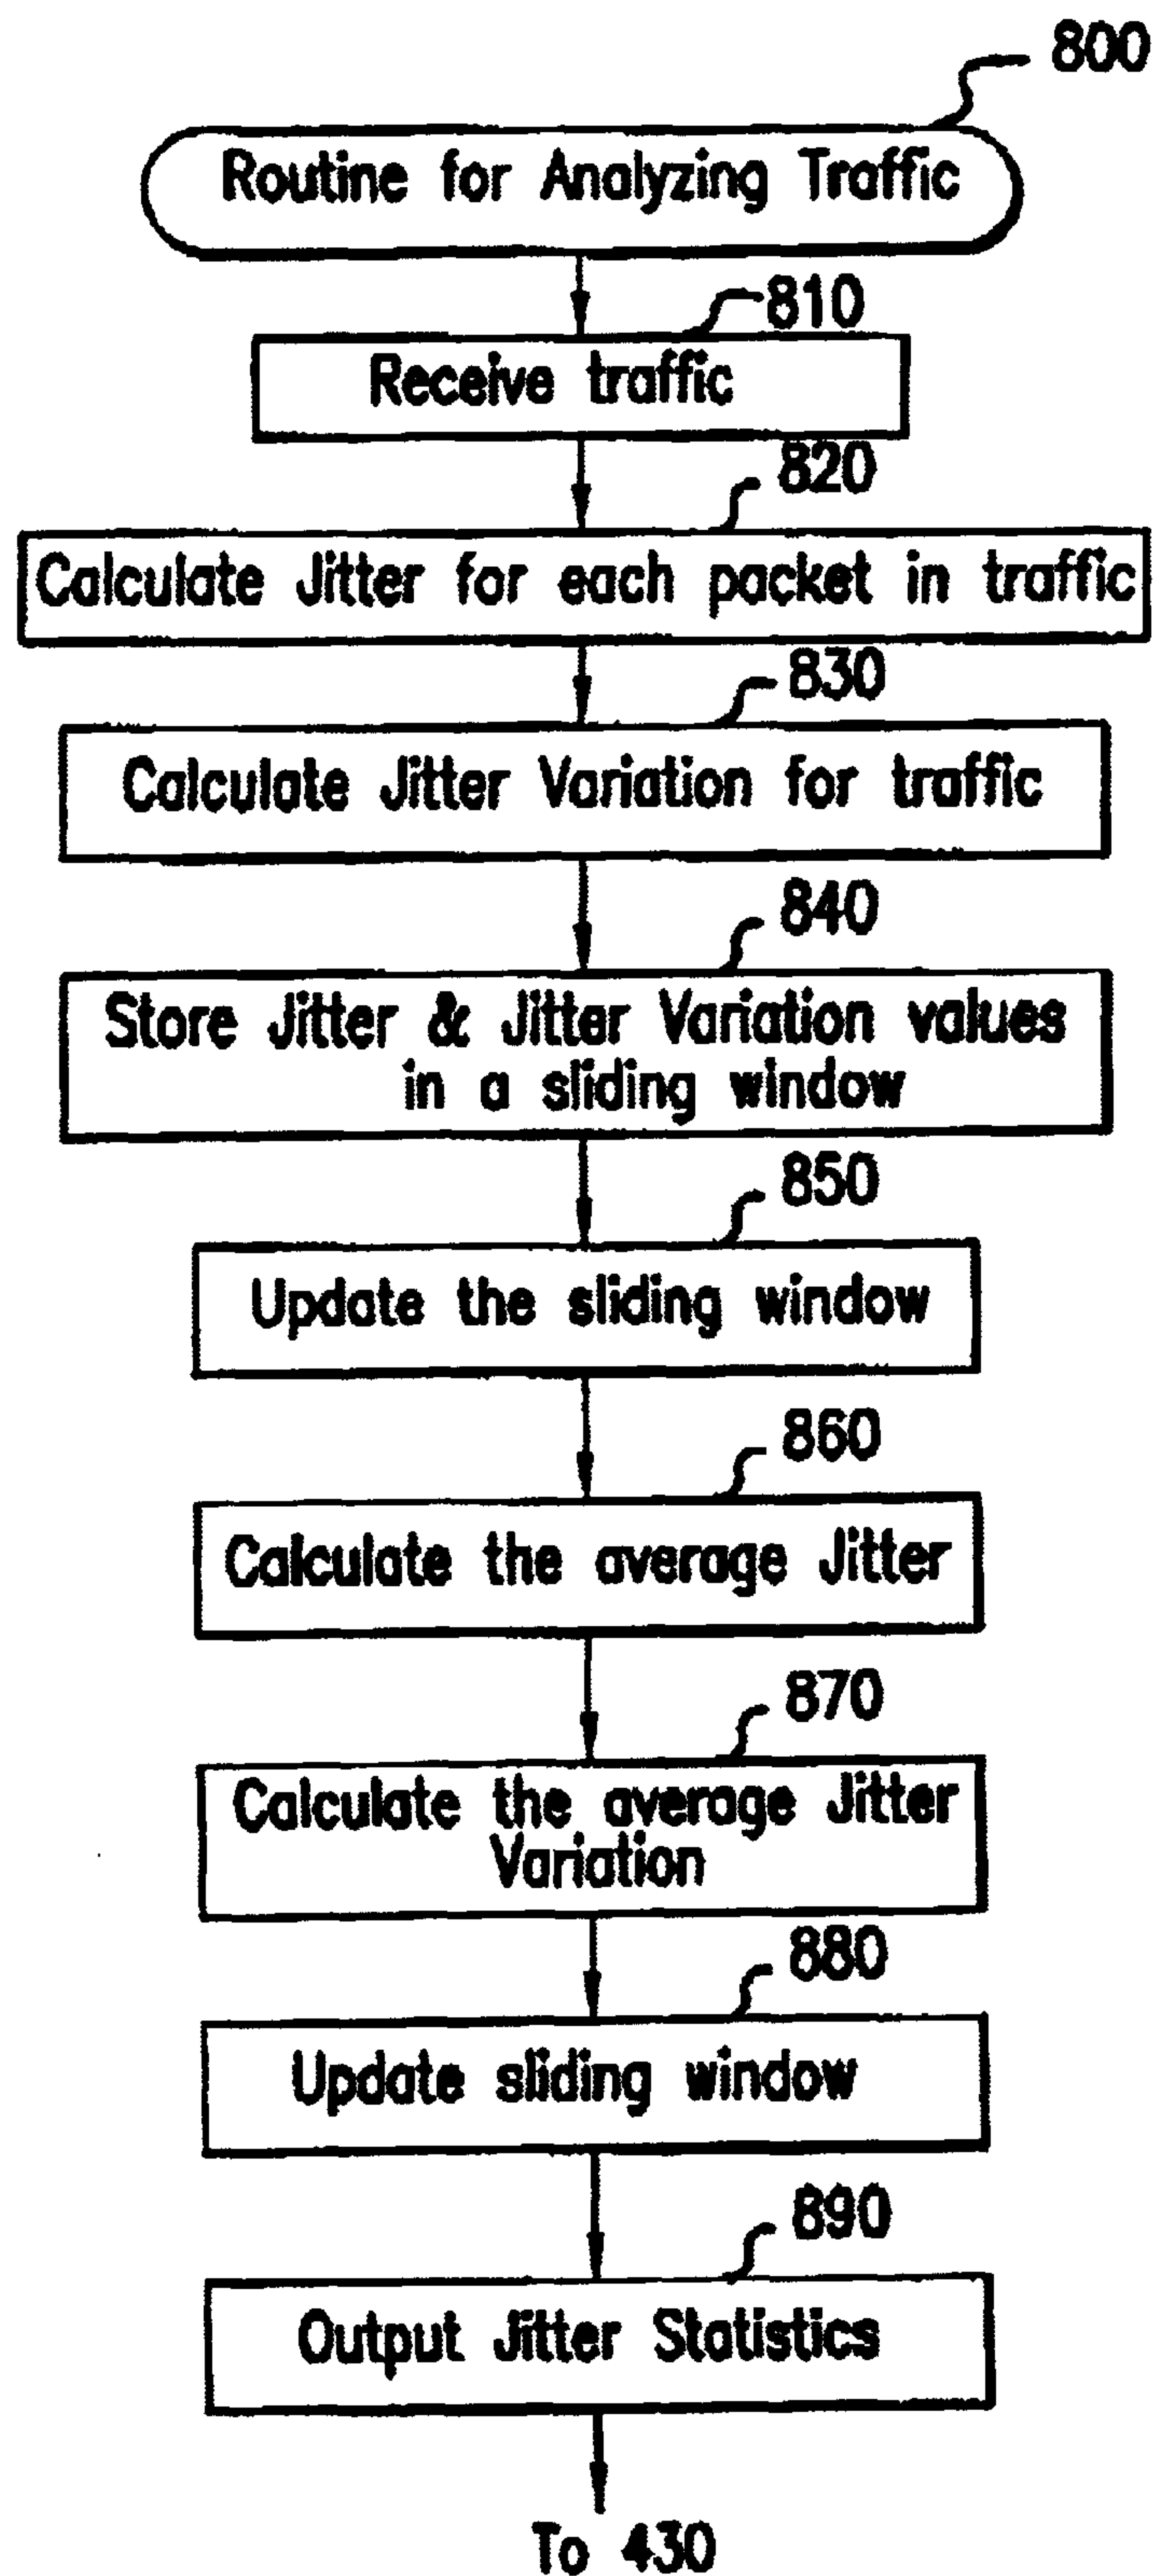 800
Routine for Analyzing Traffic
810
Receive traffic
820
Calculate Jitter for each packet in traffic
830
Calculate Jitter Variation for traffic
840
Store Jitter & Jitter Variation values
in a sliding window
850
Update the sliding window
860
Calculate the average Jitter
870
Calculate the average Jitter
Variation
880
Update sliding window
890
Output Jitter Statistics
To 430